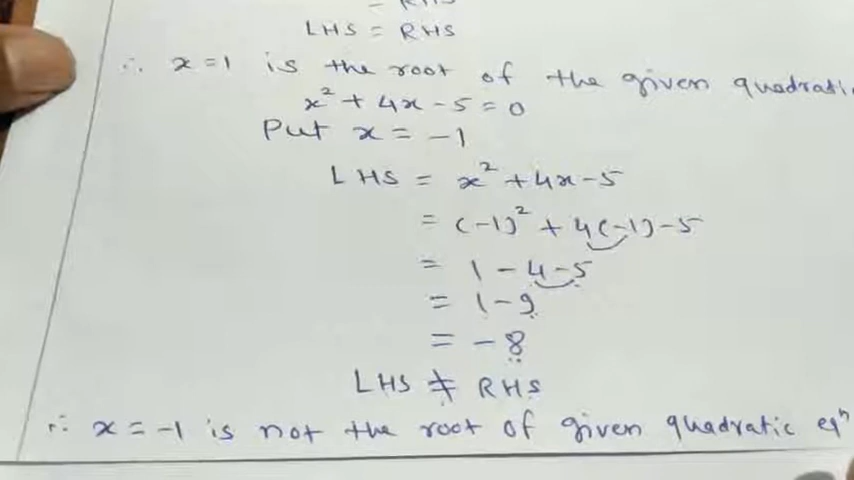 = RHS
LHS = RHS
∴ x=1 is the root of the given quadratic
x² + 4x - 5 = 0
Put x = -1
LHS = x² + 4x - 5
= (-1)² + 4(-1) - 5
= 1 - 4 - 5
= 1 - 9
= - 8
LHS ≠ RHS
∴ x = -1 is not the root of given quadratic eqⁿ